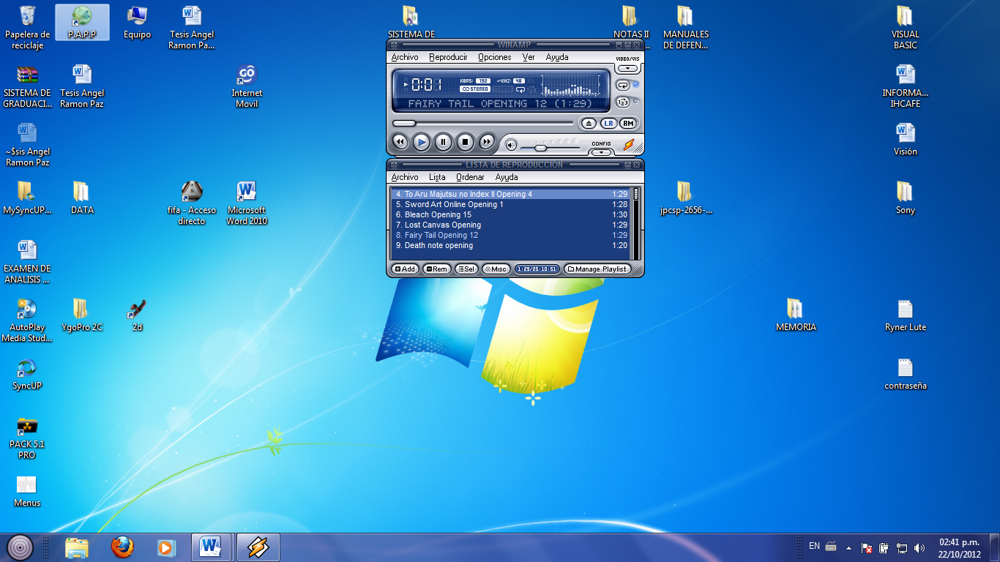 Papelera de
reciclaje
P.A.P.P
Equipo
Tesis Angel
Ramon Pa...
SISTEMA DE
NOTAS II
...
MANUALES
DE DEFEN...
VISUAL
BASIC
SISTEMA DE
GRADUACI...
Tesis Angel
Ramon Paz
GO
Internet
Movil
INFORMA...
IHCAFE
~$sis Angel
Ramon Paz
Visión
MySyncUP...
DATA
fifa - Acceso
directo
Microsoft
Word 2010
jpcsp-2656-...
Sony
EXAMEN DE
ANALISIS ...
AutoPlay
Media Stud...
YgoPro 2C
2d
MEMORIA
Ryner Lute
SyncUP
contraseña
PACK 5.1
PRO
Menus
WINAMP
Archivo Reproducir Opciones Ver Ayuda
VIDEO/VIS
0:01 KBPS: 192 KHZ: 48
STEREO
123
FAIRY TAIL OPENING 12 (1:29)
LR BM
CONFIG
LISTA DE REPRODUCCIÓN
Archivo Lista Ordenar Ayuda
4. To Aru Majutsu no Index II Opening 4 1:29
5. Sword Art Online Opening 1 1:28
6. Bleach Opening 15 1:30
7. Lost Canvas Opening 1:29
8. Fairy Tail Opening 12 1:29
9. Death note opening 1:20
Add Rem Sel Misc 1:29/25:10:51 Manage Playlist
EN
02:41 p.m.
22/10/2012